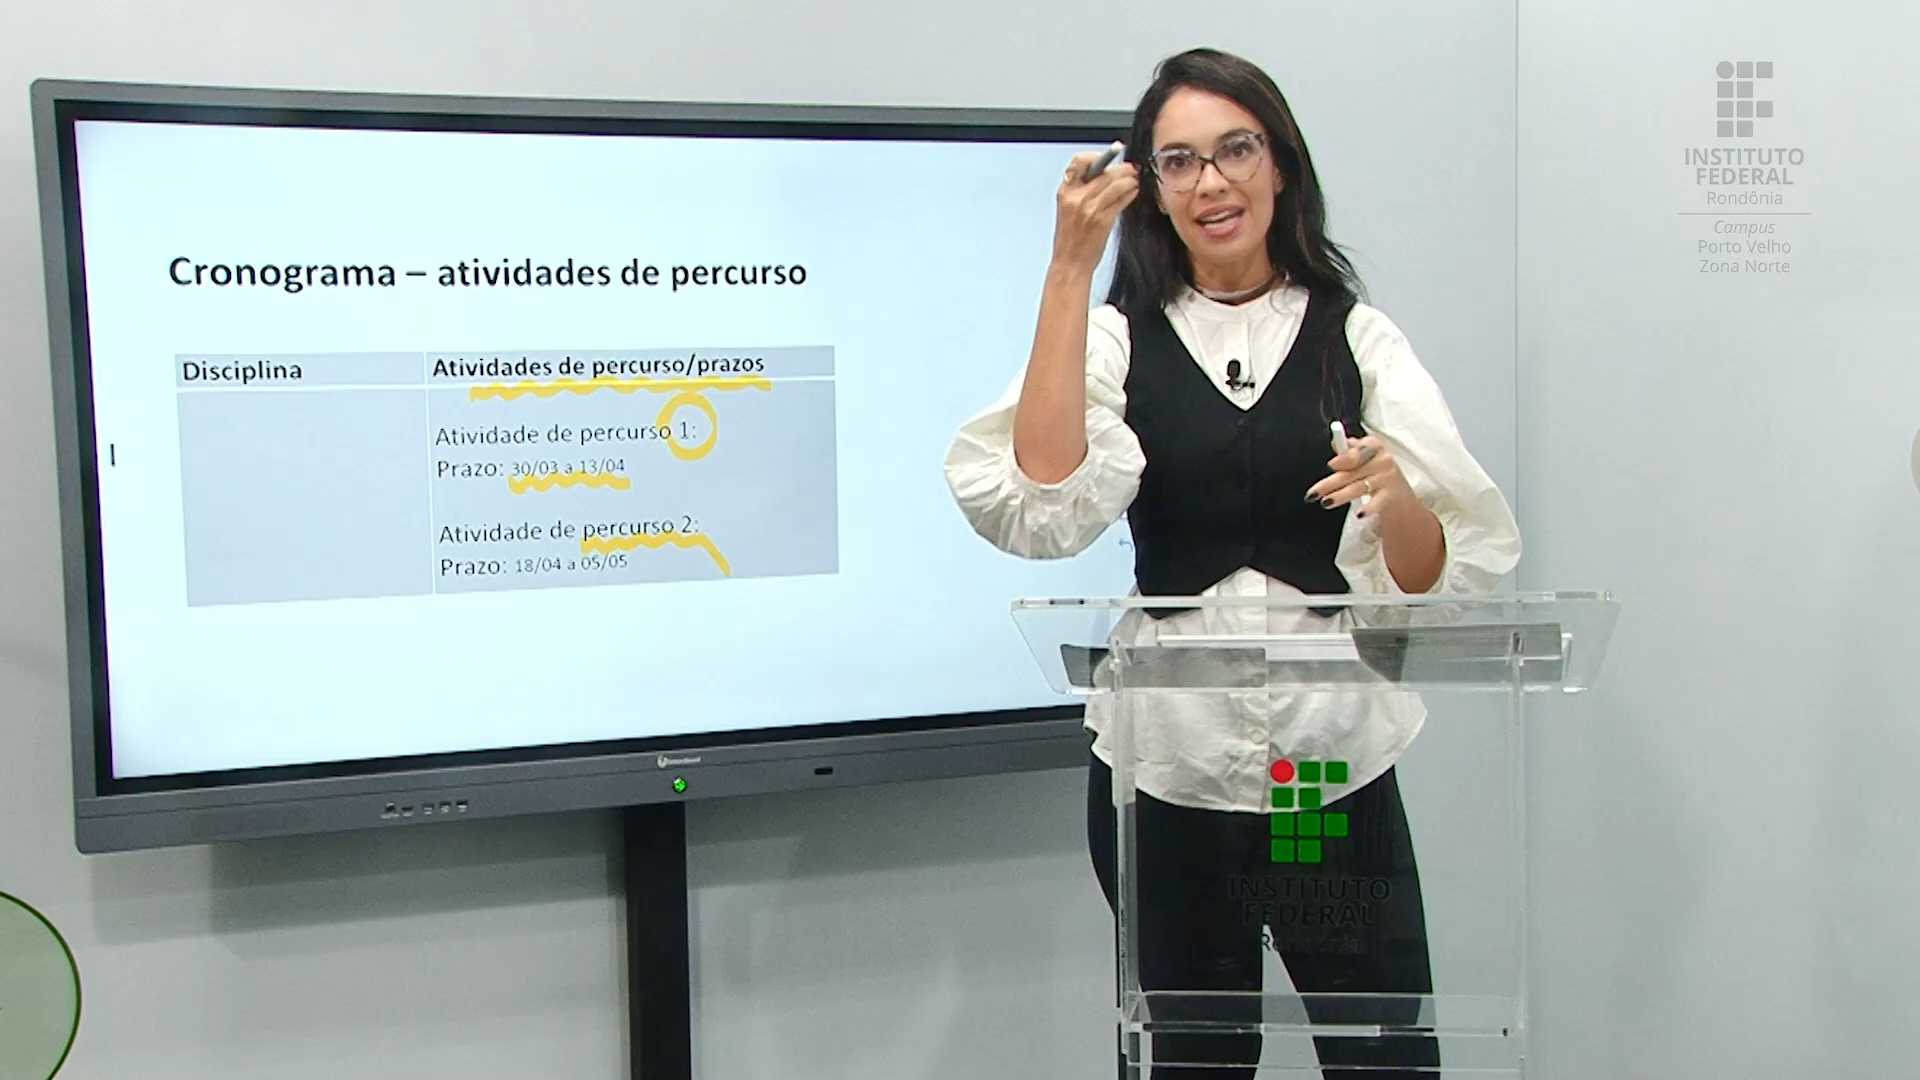 Cronograma – atividades de percurso
Disciplina
Atividades de percurso/prazos
Atividade de percurso 1:
Prazo: 30/03 a 13/04
Atividade de percurso 2:
Prazo: 18/04 a 05/05
INSTITUTO
FEDERAL
Rondônia
Campus
Porto Velho
Zona Norte
INSTITUTO
FEDERAL
Rondônia